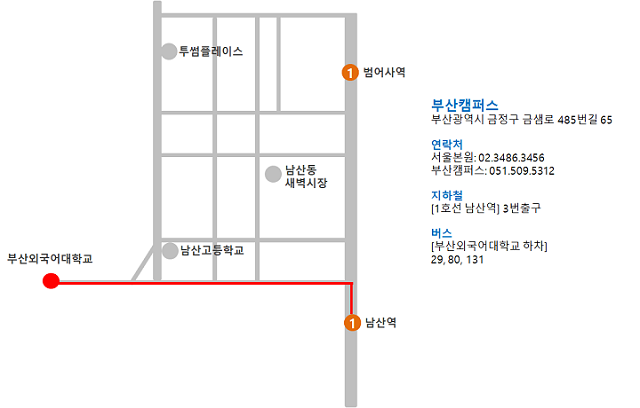 투썸플레이스
1 범어사역
남산동
새벽시장
남산고등학교
부산외국어대학교
1 남산역
부산캠퍼스
부산광역시 금정구 금샘로 485번길 65
연락처
서울본원: 02.3486.3456
부산캠퍼스: 051.509.5312
지하철
[1호선 남산역] 3번출구
버스
[부산외국어대학교 하차]
29, 80, 131